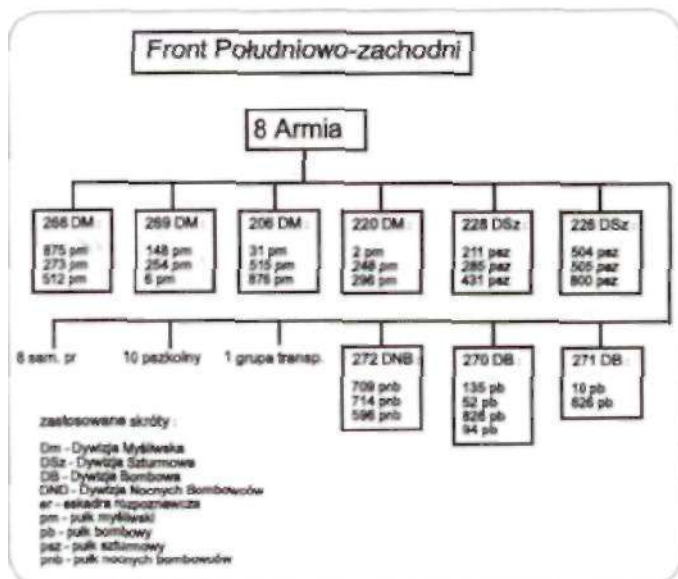 Front Południowo-zachodni
8 Armia
268 DM :
875 pm
273 pm
512 pm
269 DM :
148 pm
254 pm
6 pm
206 DM :
31 pm
515 pm
876 pm
220 DM :
2 pm
248 pm
296 pm
228 DSz :
211 psz
285 psz
431 psz
226 DSz :
504 psz
505 psz
800 psz
8 sam. pr
10 pszkolny
1 grupa transp.
272 DNB :
709 pnb
714 pnb
596 pnb
270 DB :
135 pb
52 pb
826 pb
94 pb
271 DB :
10 pb
826 pb
zastosowane skróty :
Dm - Dywizja Myśliwska
DSz - Dywizja Szturmowa
DB - Dywizja Bombowa
DND - Dywizja Nocnych Bombowców
er - eskadra rozpoznawcza
pm - pułk myśliwski
pb - pułk bombowy
psz - pułk szturmowy
pnb - pułk nocnych bombowców